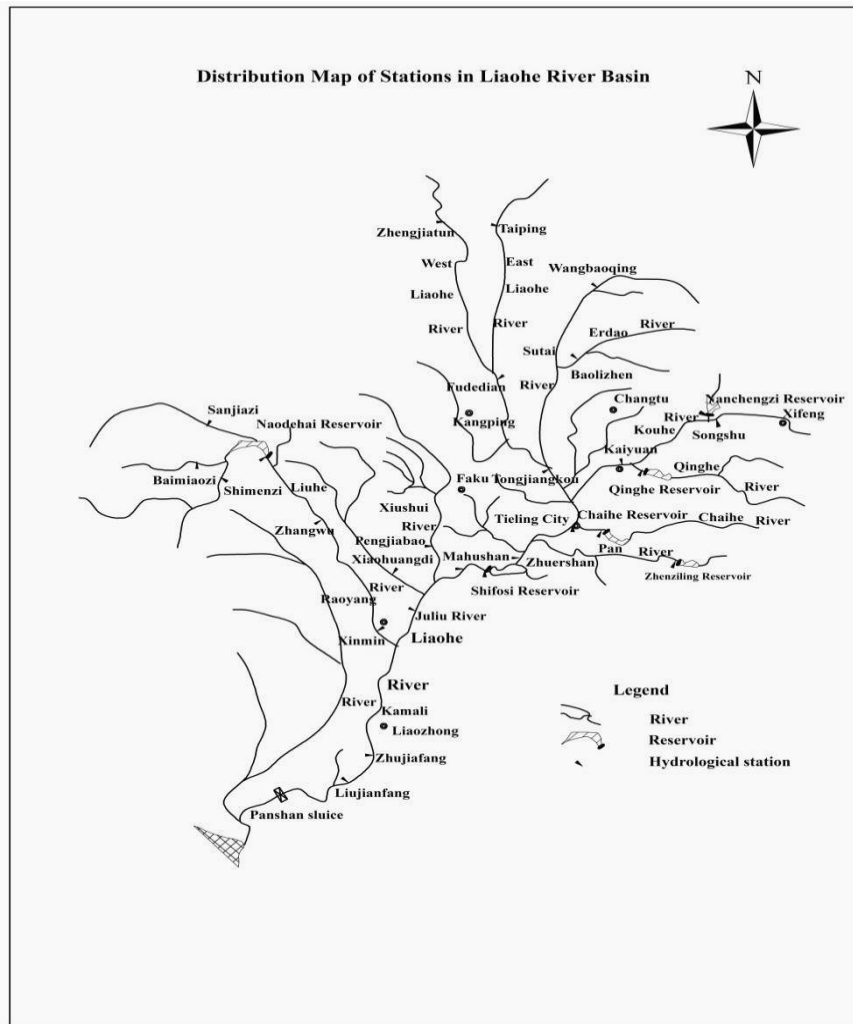 Distribution Map of Stations in Liaohe River Basin
N
Zhengjiatun
Taiping
West
East
Wangbaoqing
Liaohe
Liaohe
River
River
Erdao
River
Sutai
Baolizhen
River
Fudedian
Changtu
Nanchengzi Reservoir
Sanjiazi
Kangping
River
Xifeng
Naodehai Reservoir
Kouhe
Songshu
Kaiyuan
Baimiaozi
Shimenzi
Liuhe
Faku
Tongjiangkou
Qinghe
Qinghe Reservoir
River
Xiushui
Zhangwu
River
Tieling City
Chaihe Reservoir
Chaihe
River
Pengjiabao
Mahushan
Pan
River
Xiaohuangdi
Zhuershan
Zhenziling Reservoir
River
Shifosi Reservoir
Raoyang
Juliu River
Xinmin
Liaohe
River
River
Kamali
Liaozhong
Zhujiafang
Liujianfang
Panshan sluice
Legend
River
Reservoir
Hydrological station